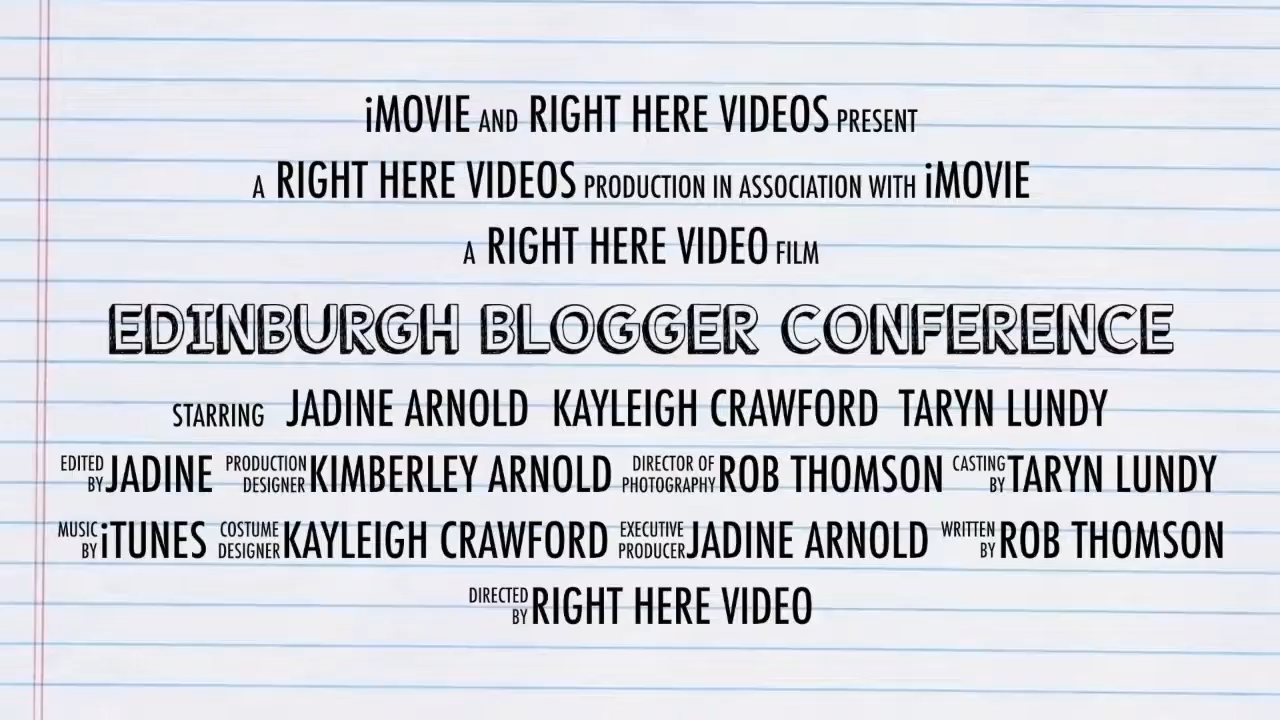 iMOVIE AND RIGHT HERE VIDEOS PRESENT
A RIGHT HERE VIDEOS PRODUCTION IN ASSOCIATION WITH iMOVIE
A RIGHT HERE VIDEO FILM
EDINBURGH BLOGGER CONFERENCE
STARRING JADINE ARNOLD KAYLEIGH CRAWFORD TARYN LUNDY
EDITED BY JADINE PRODUCTION DESIGNER KIMBERLEY ARNOLD DIRECTOR OF PHOTOGRAPHY ROB THOMSON CASTING BY TARYN LUNDY
MUSIC BY iTUNES COSTUME DESIGNER KAYLEIGH CRAWFORD EXECUTIVE PRODUCER JADINE ARNOLD WRITTEN BY ROB THOMSON
DIRECTED BY RIGHT HERE VIDEO